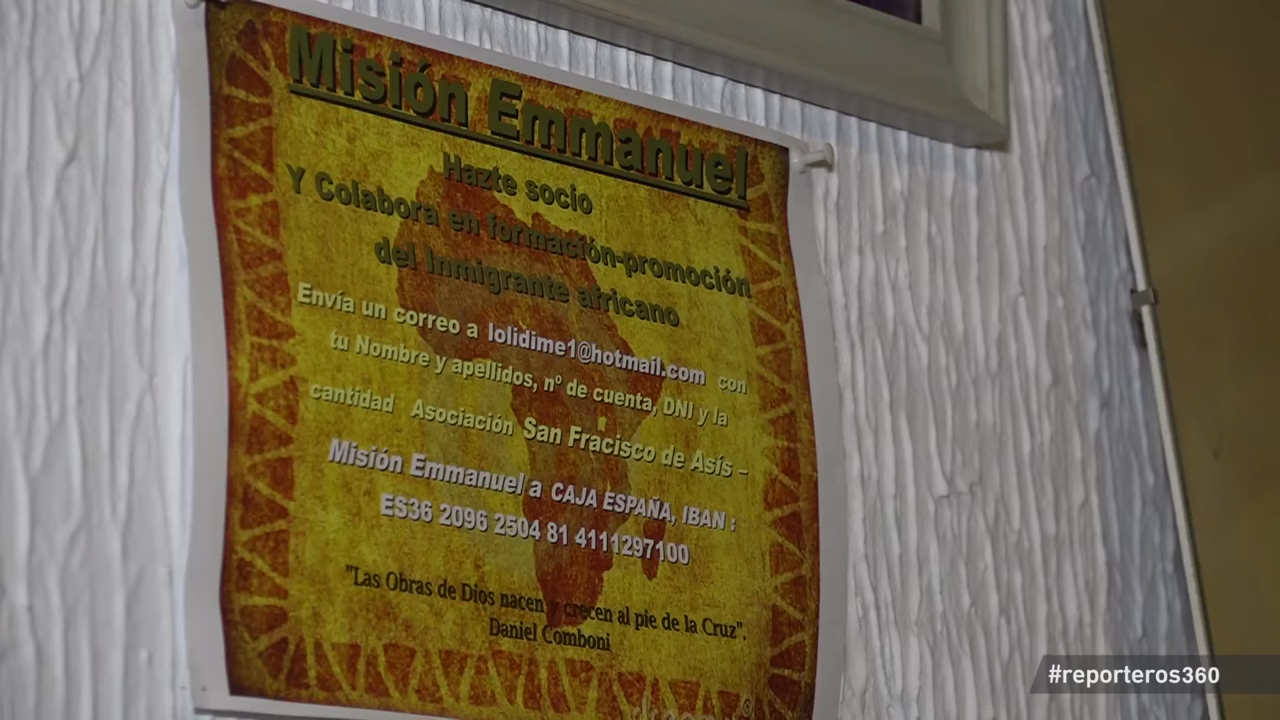 Misión Emmanuel
Hazte socio
Y Colabora en formación-promoción
del Inmigrante africano
Envía un correo a lolidime1@hotmail.com con
tu Nombre y apellidos, nº de cuenta, DNI y la
cantidad Asociación San Fracisco de Asís –
Misión Emmanuel a CAJA ESPAÑA, IBAN :
ES36 2096 2504 81 4111297100
"Las Obras de Dios nacen y crecen al pie de la Cruz".
Daniel Comboni
#reporteros360